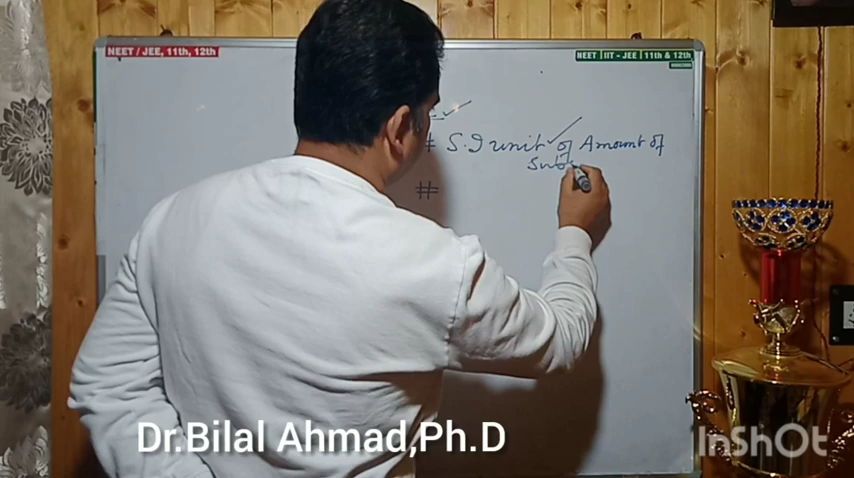 NEET / JEE, 11th, 12th
NEET | IIT - JEE | 11th & 12th
# S.I unit of Amount of
Subs
#
Dr.Bilal Ahmad,Ph.D
InShOt